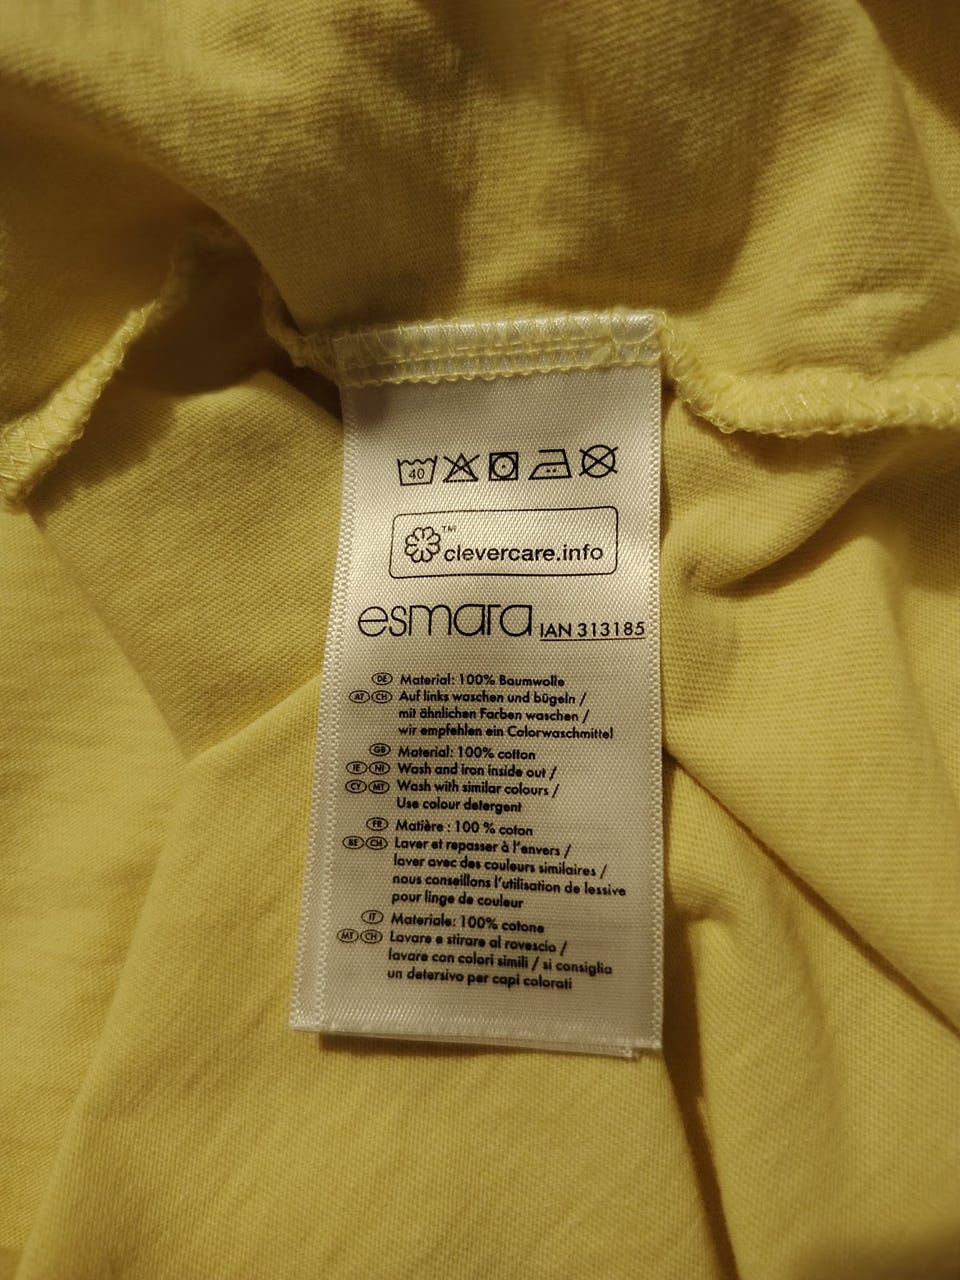 40
clevercare.info™
esmara IAN 313185
DE Material: 100% Baumwolle
AT CH Auf links waschen und bügeln /
mit ähnlichen Farben waschen /
wir empfehlen ein Colorwaschmittel
GB Material: 100% cotton
IE NI Wash and iron inside out /
CY MT Wash with similar colours /
Use colour detergent
FR Matière : 100 % coton
BE CH Laver et repasser à l'envers /
laver avec des couleurs similaires /
nous conseillons l'utilisation de lessive
pour linge de couleur
IT Materiale: 100% cotone
MT CH Lavare e stirare al rovescio /
lavare con colori simili / si consiglia
un detersivo per capi colorati